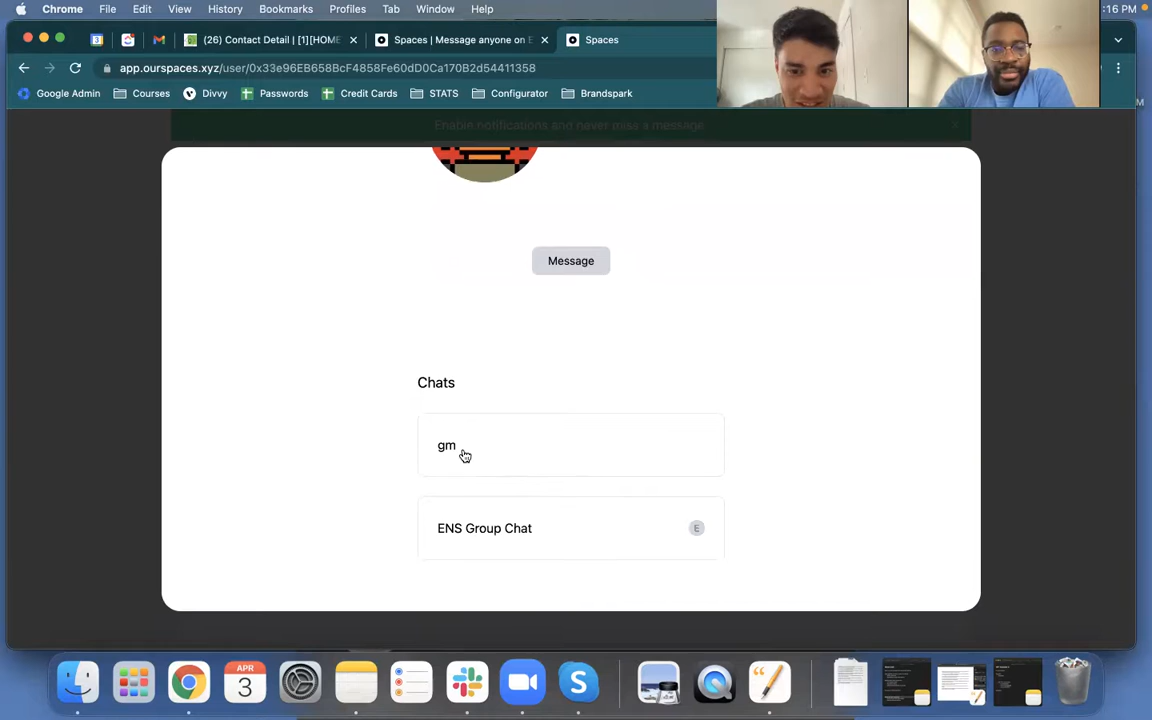 Chrome File Edit View History Bookmarks Profiles Tab Window Help
:16 PM
(26) Contact Detail | [1][HOME
Spaces | Message anyone on E
Spaces
app.ourspaces.xyz/user/0x33e96EB658BcF4858Fe60dD0Ca170B2d54411358
Google Admin Courses Divvy Passwords Credit Cards STATS Configurator Brandspark
Enable notifications and never miss a message
Message
Chats
gm
ENS Group Chat
E
APR
3